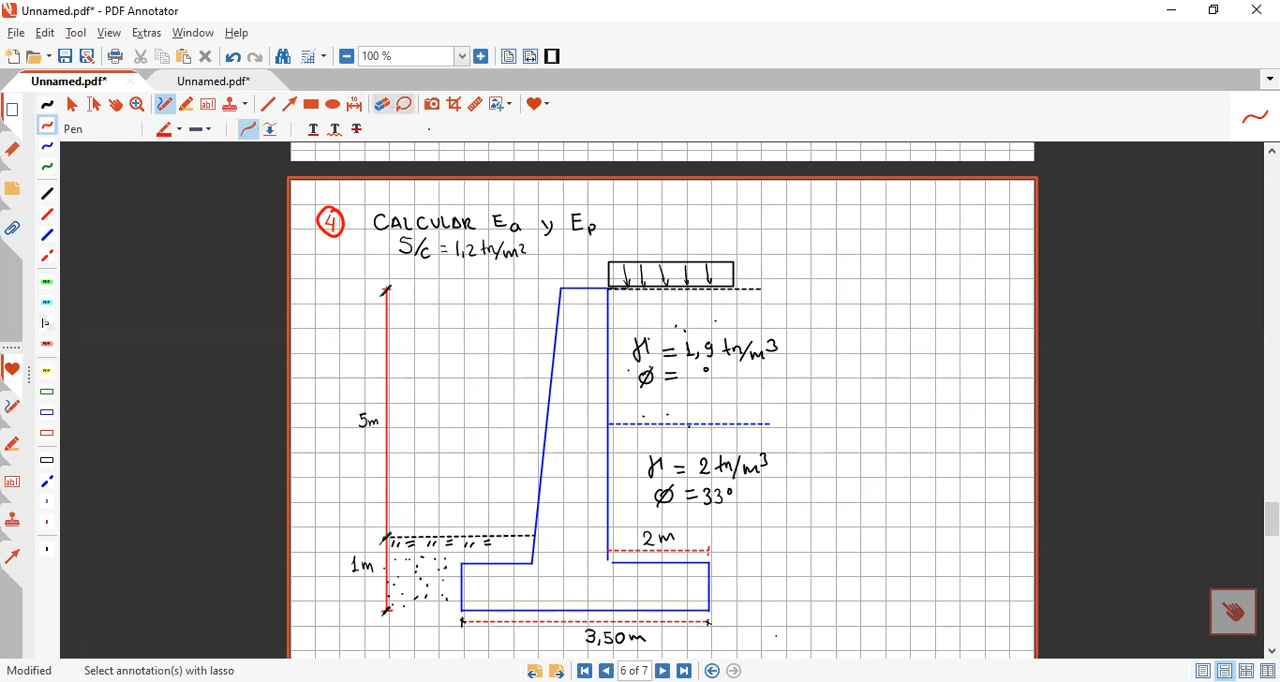 Unnamed.pdf* - PDF Annotator
File Edit Tool View Extras Window Help
100 %
Unnamed.pdf* Unnamed.pdf*
Pen
4 CALCULAR Ea y Ep
S/c = 1,2 tn/m²
γ1 = 1,9 tn/m³
Ø = °
5m
γ1 = 2 tn/m³
Ø = 33°
2 m
1m
3,50 m
Modified Select annotation(s) with lasso 6 of 7